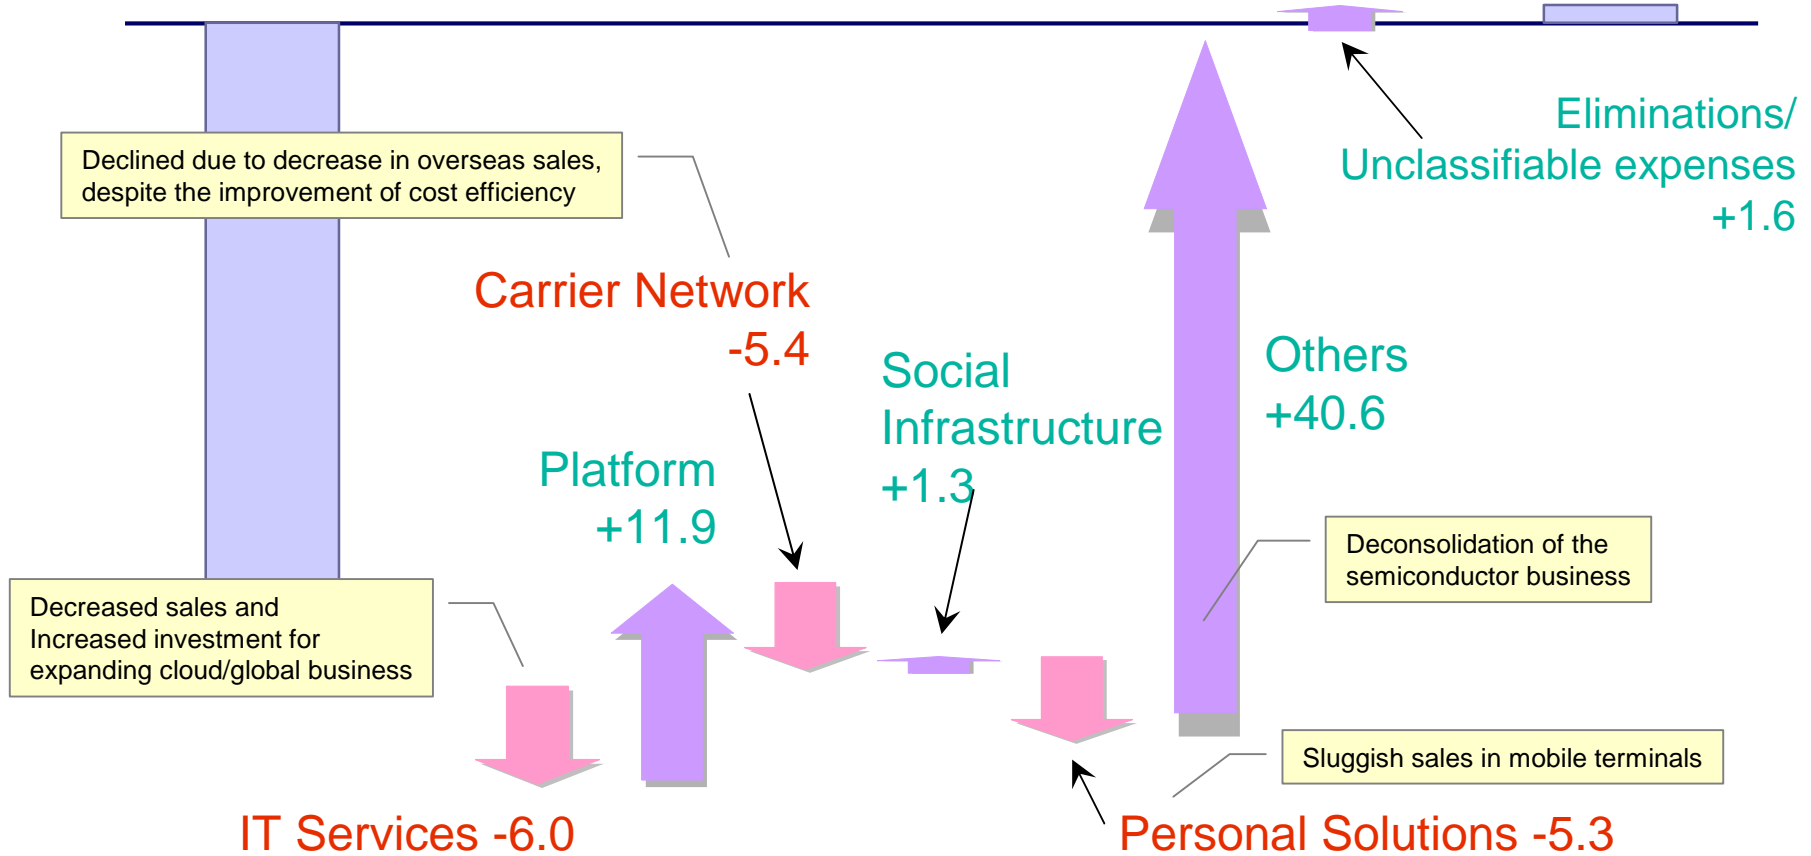 Eliminations/
Unclassifiable expenses
+1.6
Declined due to decrease in overseas sales,
despite the improvement of cost efficiency
Carrier Network
-5.4
Social
Infrastructure
+1.3
Others
+40.6
Platform
+11.9
Deconsolidation of the
semiconductor business
Decreased sales and
Increased investment for
expanding cloud/global business
Sluggish sales in mobile terminals
IT Services -6.0
Personal Solutions -5.3